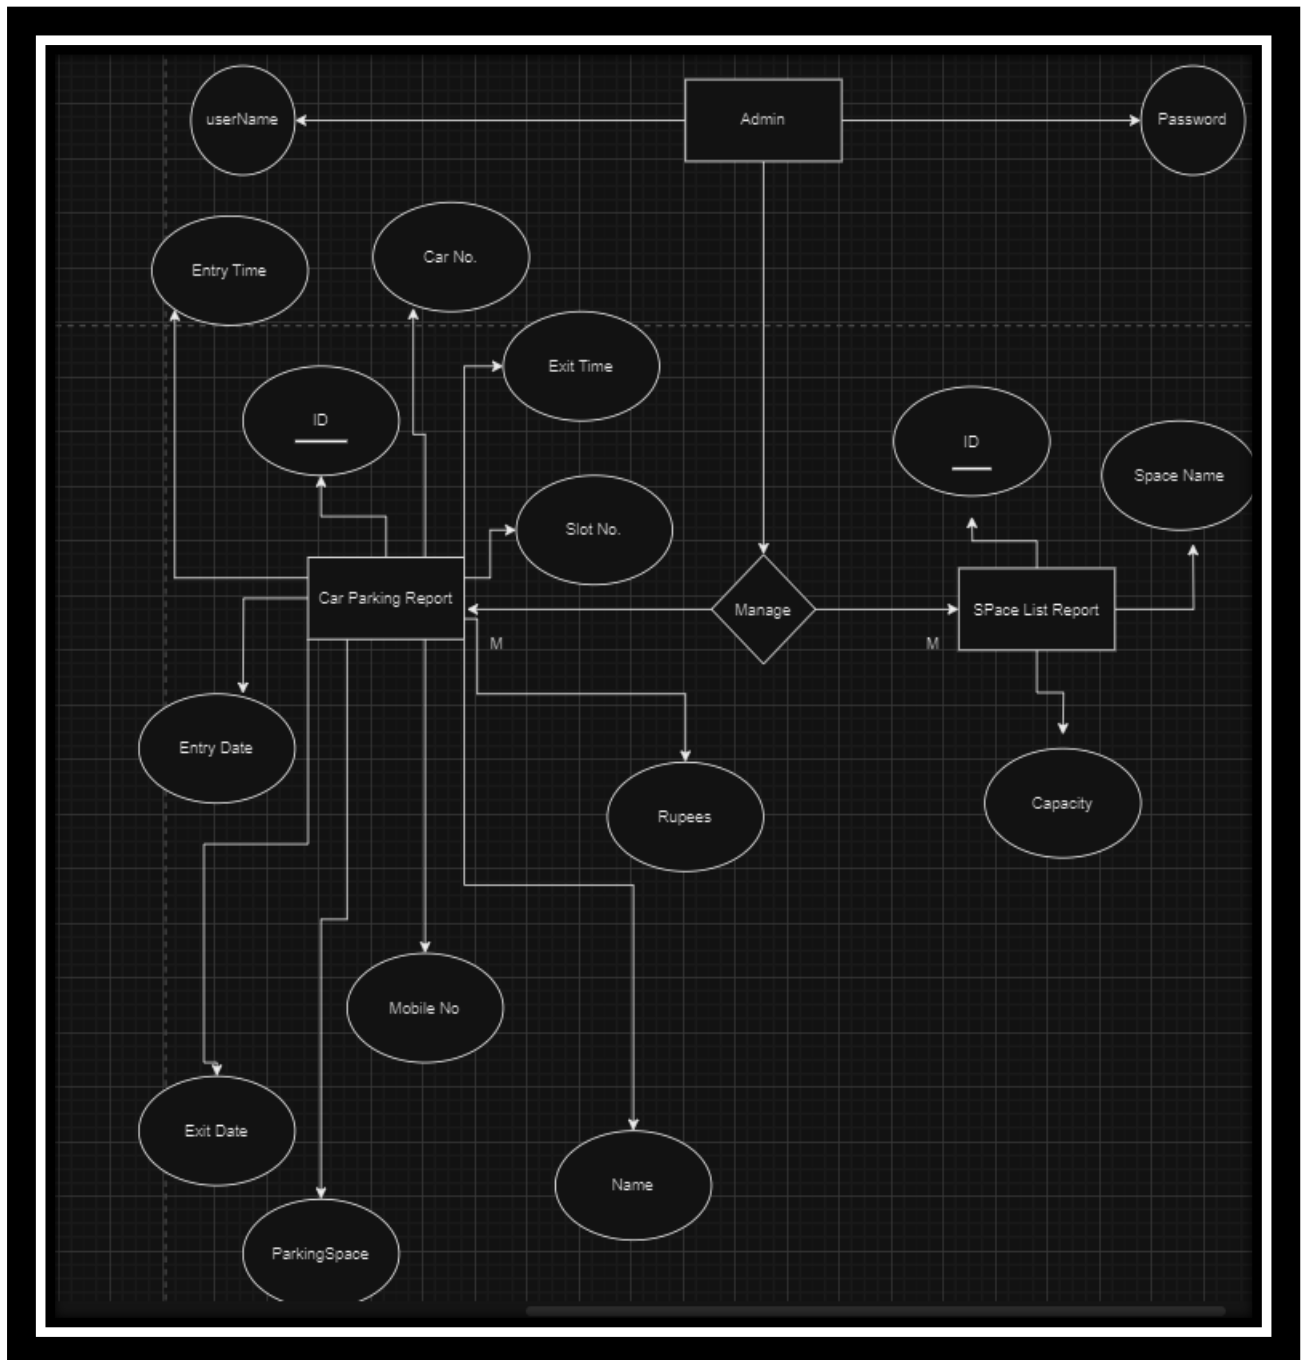 userName
Admin
Password
Entry Time
Car No.
Exit Time
ID
ID
Space Name
Slot No.
Car Parking Report
Manage
SPace List Report
M
M
Entry Date
Rupees
Capacity
Mobile No
Exit Date
Name
ParkingSpace